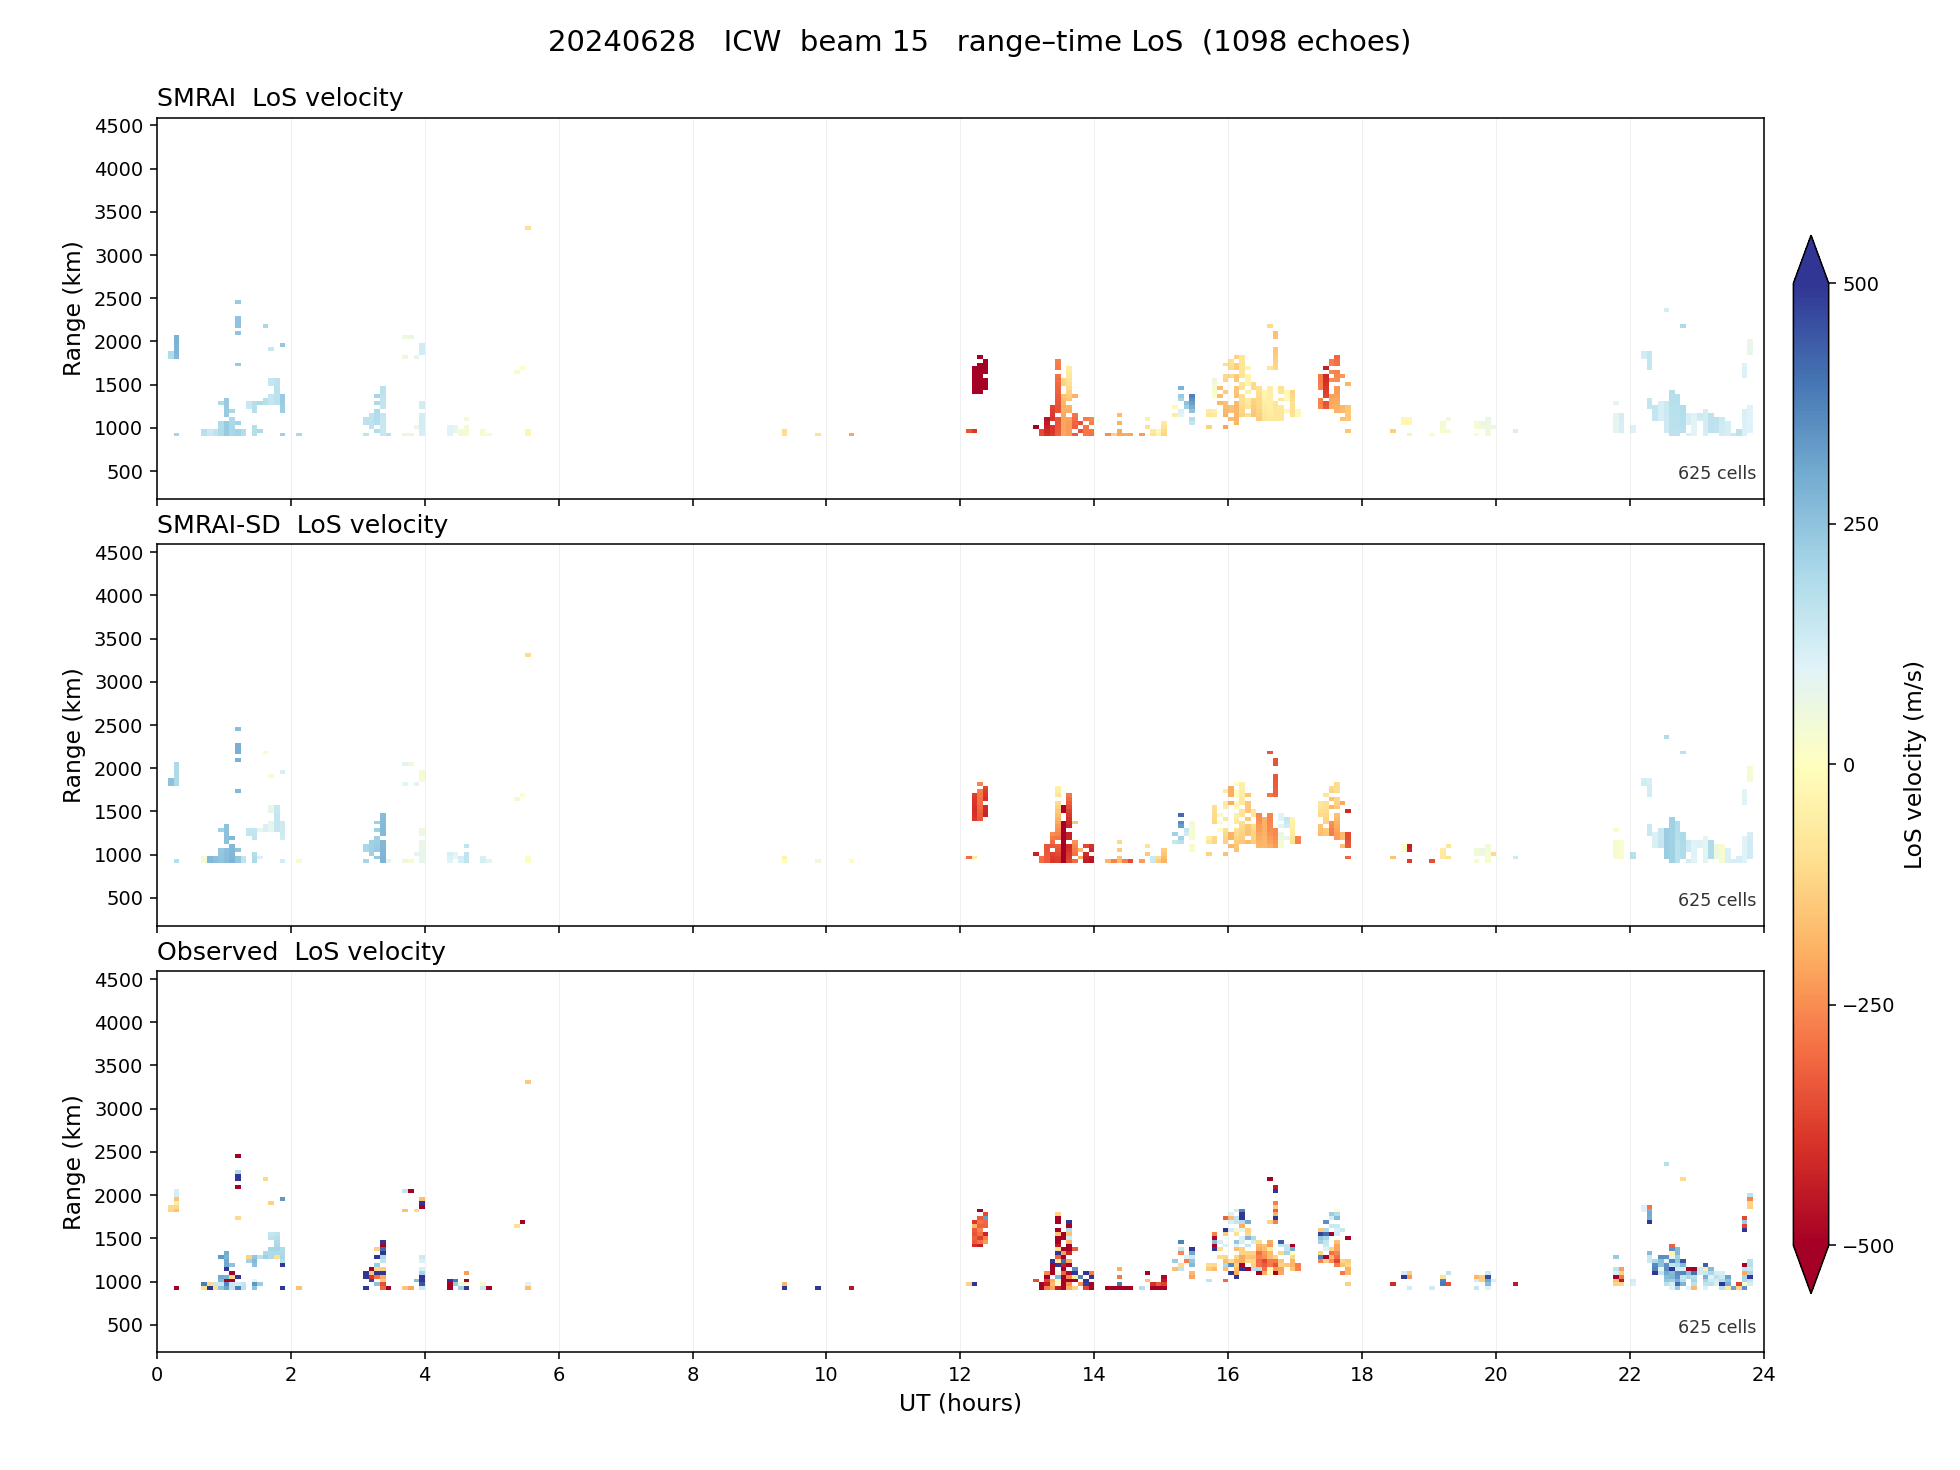 20240628   ICW  beam 15   range–time LoS  (1098 echoes)
SMRAI  LoS velocity
4500
4000
3500
3000
2500
2000
1500
1000
500
Range (km)
625 cells
SMRAI-SD  LoS velocity
4500
4000
3500
3000
2500
2000
1500
1000
500
Range (km)
625 cells
Observed  LoS velocity
4500
4000
3500
3000
2500
2000
1500
1000
500
Range (km)
625 cells
0 2 4 6 8 10 12 14 16 18 20 22 24
UT (hours)
500
250
0
−250
−500
LoS velocity (m/s)